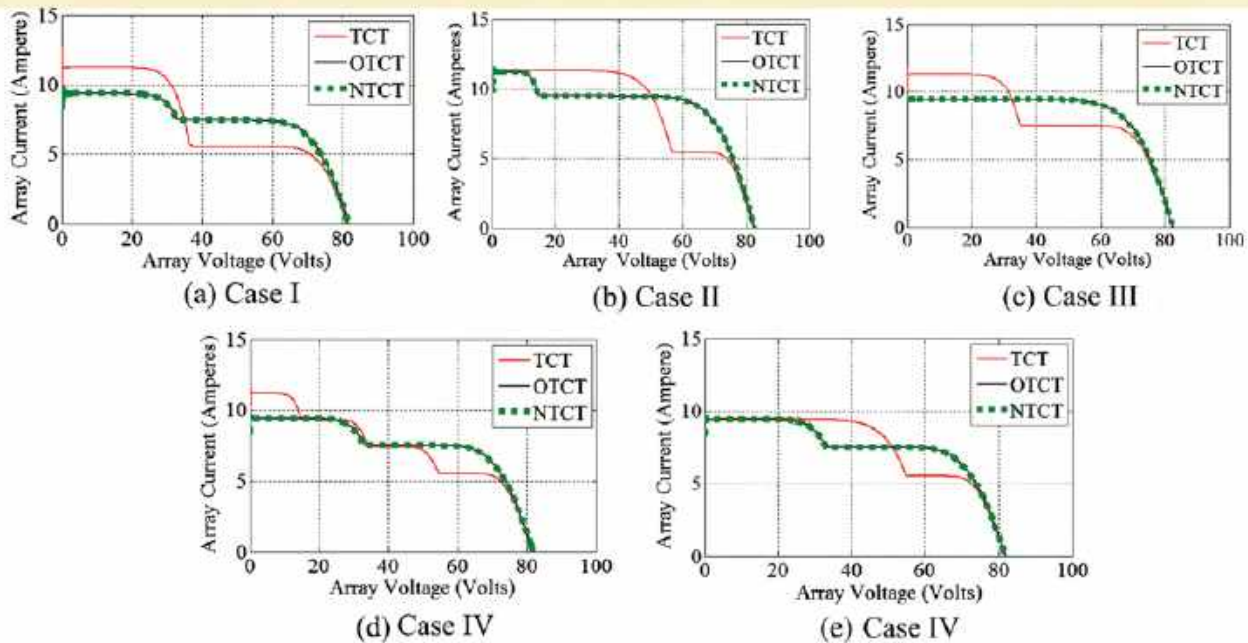 15
10
5
0
Array Current (Ampere)
TCT
OTCT
NTCT
0 20 40 60 80 100
Array Voltage (Volts)
(a) Case I
15
10
5
0
Array Current (Amperes)
TCT
OTCT
NTCT
0 20 40 60 80 100
Array Voltage (Volts)
(b) Case II
15
10
5
0
Array Current (Ampere)
TCT
OTCT
NTCT
0 20 40 60 80 100
Array Voltage (Volts)
(c) Case III
15
10
5
0
Array Current (Amperes)
TCT
OTCT
NTCT
0 20 40 60 80 100
Array Voltage (Volts)
(d) Case IV
15
10
5
0
Array Current (Ampere)
TCT
OTCT
NTCT
0 20 40 60 80 100
Array Voltage (Volts)
(e) Case IV